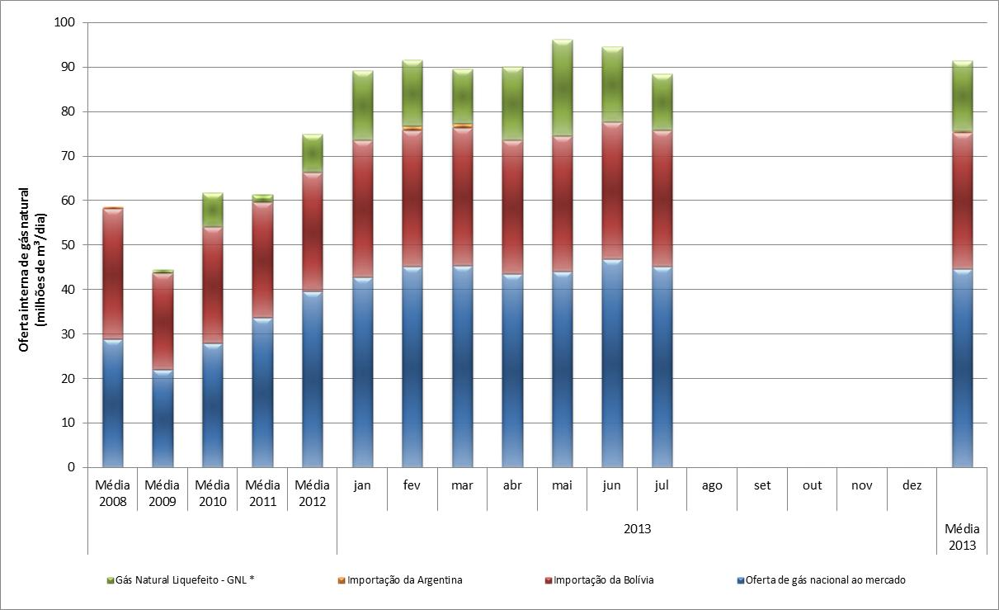 Oferta interna de gás natural
(milhões de m³/dia)
100
90
80
70
60
50
40
30
20
10
0
Média
2008
Média
2009
Média
2010
Média
2011
Média
2012
jan
fev
mar
abr
mai
jun
jul
ago
set
out
nov
dez
2013
Média
2013
Gás Natural Liquefeito - GNL *
Importação da Argentina
Importação da Bolívia
Oferta de gás nacional ao mercado